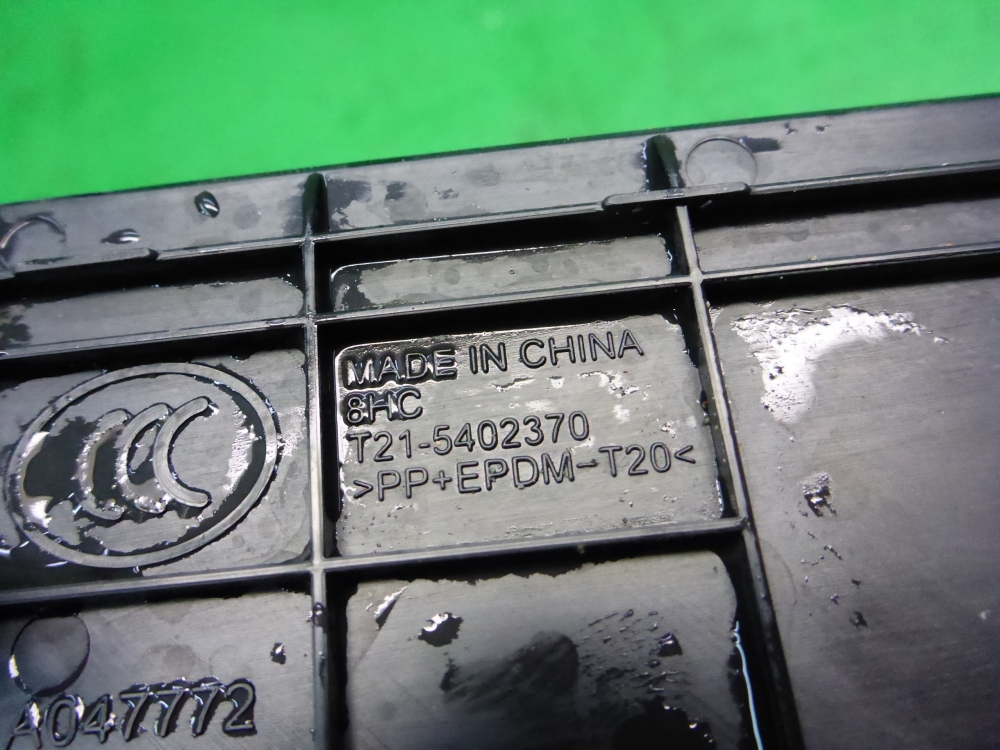 MADE IN CHINA
8HC
T21-5402370
>PP+EPDM-T20<
CCC
A047772